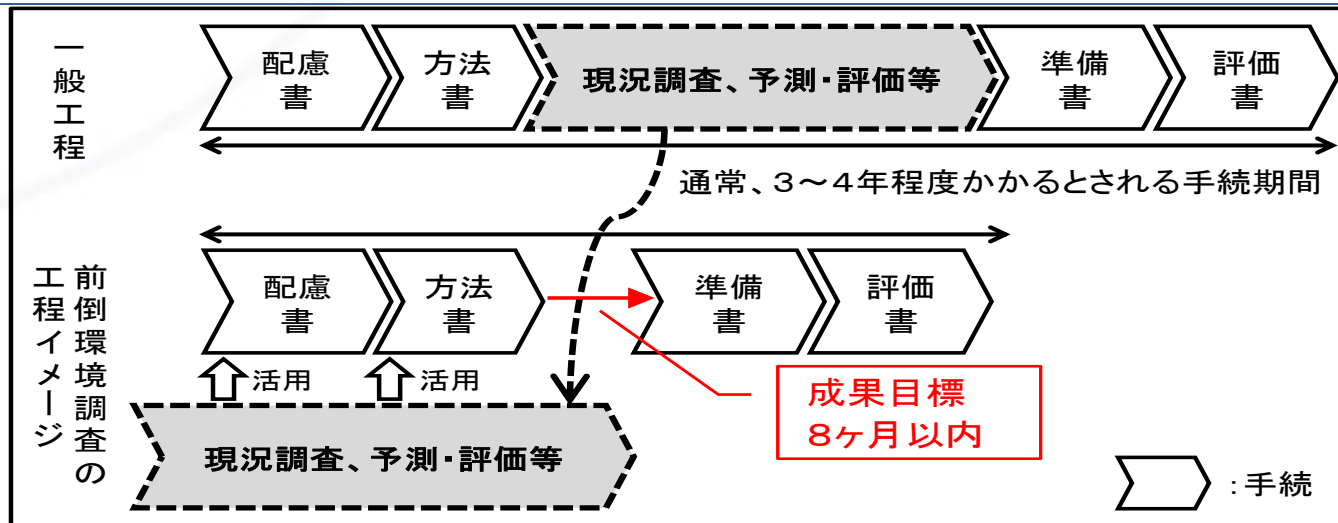 一般工程
配慮
書
方法
書
現況調査、予測・評価等
準備
書
評価
書
通常、3～4年程度かかるとされる手続期間
前倒環境調査の
工程イメージ
配慮
書
方法
書
準備
書
評価
書
活用
活用
成果目標
8ヶ月以内
現況調査、予測・評価等
：手続